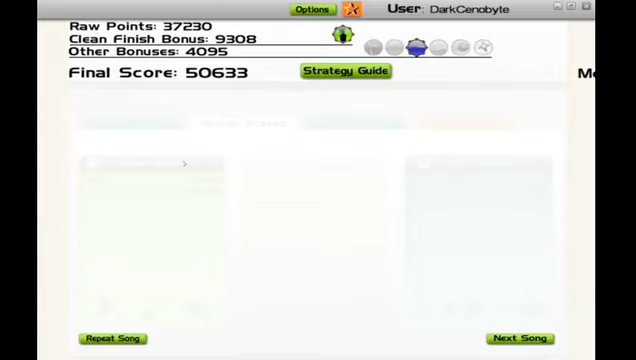 Options
User: DarkCenobyte
Raw Points: 37230
Clean Finish Bonus: 9308
Other Bonuses: 4095
Final Score: 50633
Strategy Guide
Me
Repeat Song
Next Song